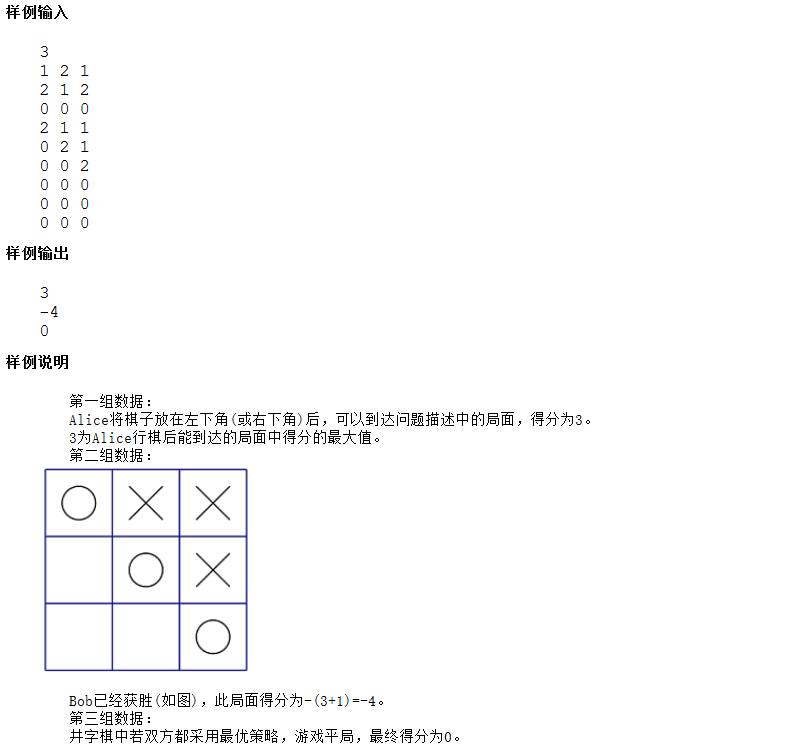 样例输入
3
1 2 1
2 1 2
0 0 0
2 1 1
0 2 1
0 0 2
0 0 0
0 0 0
0 0 0
样例输出
3
-4
0
样例说明
第一组数据：
Alice将棋子放在左下角(或右下角)后，可以到达问题描述中的局面，得分为3。
3为Alice行棋后能到达的局面中得分的最大值。
第二组数据：
Bob已经获胜(如图)，此局面得分为-(3+1)=-4。
第三组数据：
井字棋中若双方都采用最优策略，游戏平局，最终得分为0。